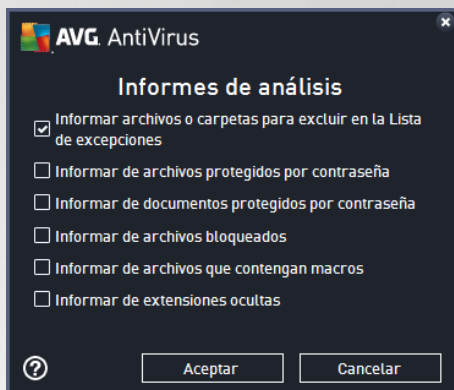 AVG. AntiVirus
Informes de análisis
Informar archivos o carpetas para excluir en la Lista
de excepciones
Informar de archivos protegidos por contraseña
Informar de documentos protegidos por contraseña
Informar de archivos bloqueados
Informar de archivos que contengan macros
Informar de extensiones ocultas
?
Aceptar
Cancelar